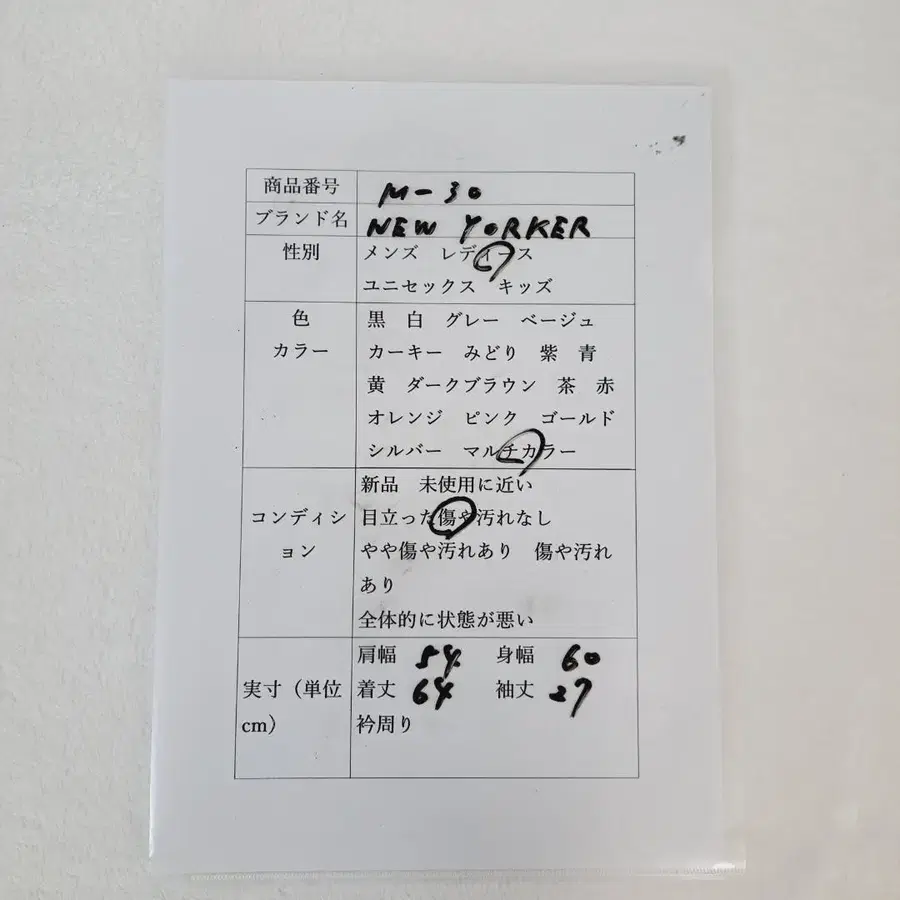 商品番号 M-30
ブランド名 NEW YORKER
性別 メンズ レディース
ユニセックス キッズ
色 黒 白 グレー ベージュ
カラー カーキー みどり 紫 青
黄 ダークブラウン 茶 赤
オレンジ ピンク ゴールド
シルバー マルチカラー
新品 未使用に近い
コンディシ 目立った傷や汚れなし
ョン やや傷や汚れあり 傷や汚れ
あり
全体的に状態が悪い
肩幅 54 身幅 60
実寸（単位 着丈 64 袖丈 27
cm） 衿周り